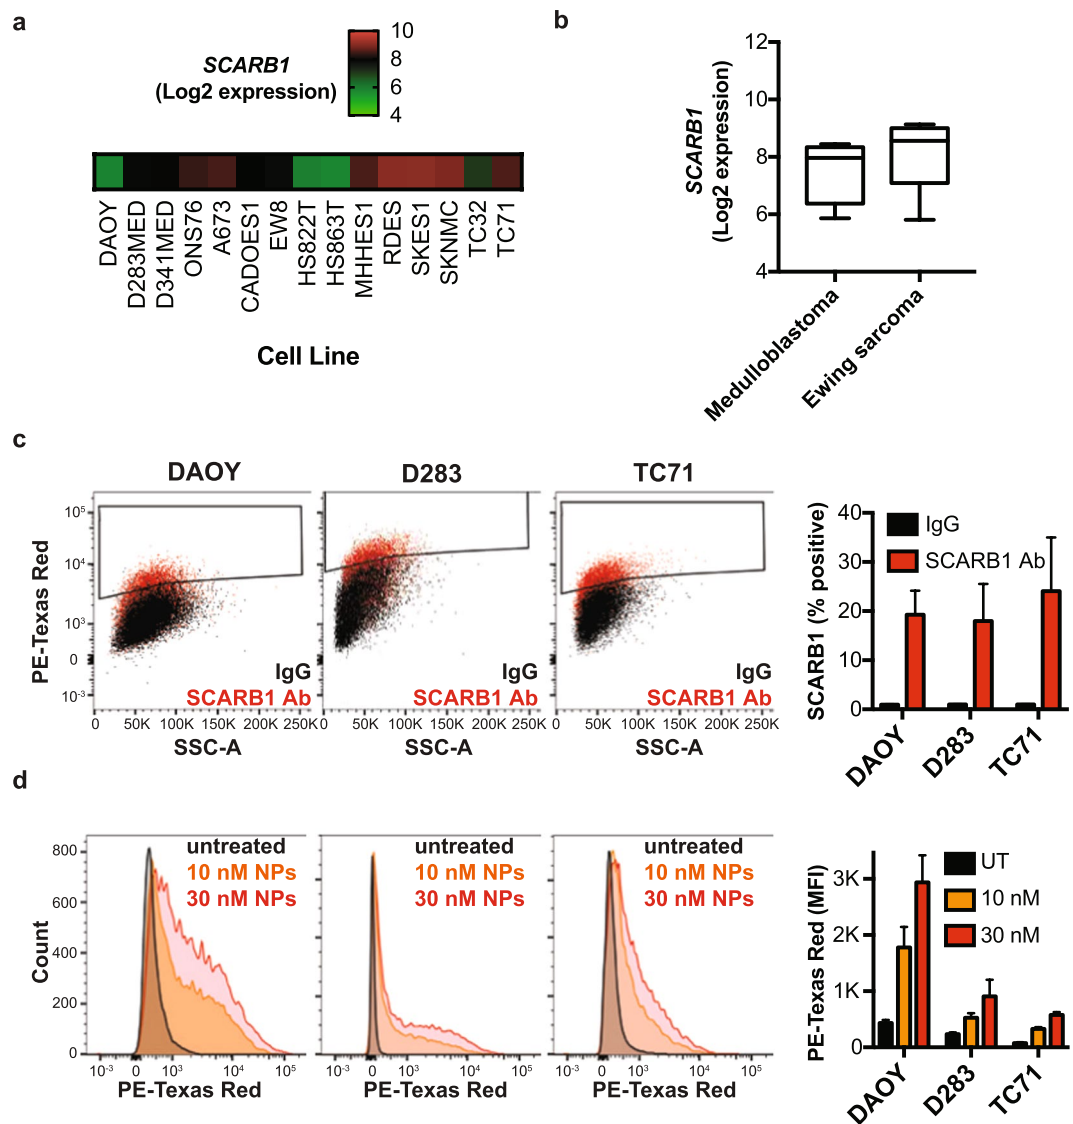 a
SCARB1
(Log2 expression)
10
8
6
4
DAOY
D283MED
D341MED
ONS76
A673
CADOES1
EW8
HS822T
HS863T
MHHES1
RDES
SKES1
SKNMC
TC32
TC71
Cell Line
b
SCARB1
(Log2 expression)
12
10
8
6
4
Medulloblastoma
Ewing sarcoma
c
DAOY
D283
TC71
PE-Texas Red
10^5
10^4
10^3
0
10^-3
IgG
SCARB1 Ab
0 50K 100K 150K 200K 250K
SSC-A
IgG
SCARB1 Ab
0 50K 100K 150K 200K 250K
SSC-A
IgG
SCARB1 Ab
0 50K 100K 150K 200K 250K
SSC-A
SCARB1 (% positive)
40
30
20
10
0
IgG
SCARB1 Ab
DAOY
D283
TC71
d
Count
800
600
400
200
0
untreated
10 nM NPs
30 nM NPs
10^-3 0 10^3 10^4 10^5
PE-Texas Red
untreated
10 nM NPs
30 nM NPs
10^-3 0 10^3 10^4 10^5
PE-Texas Red
untreated
10 nM NPs
30 nM NPs
10^-3 0 10^3 10^4 10^5
PE-Texas Red
PE-Texas Red (MFI)
3K
2K
1K
0
UT
10 nM
30 nM
DAOY
D283
TC71